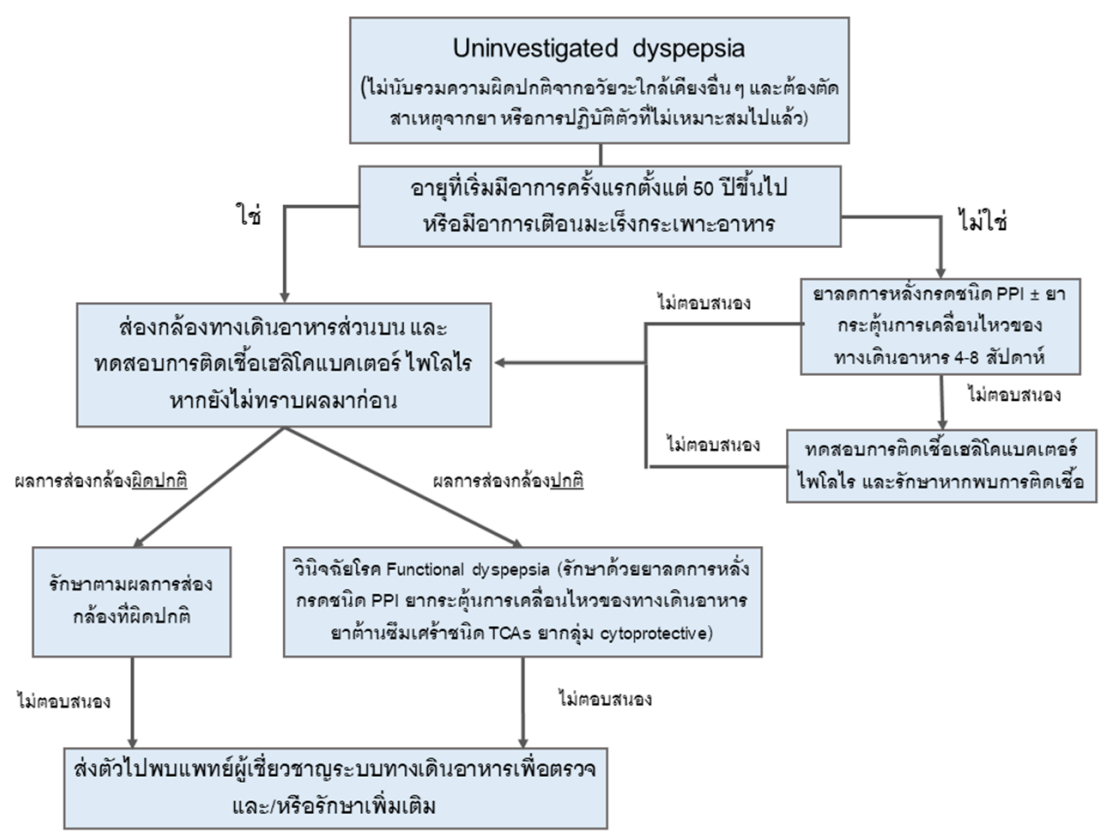 Uninvestigated dyspepsia
(ไม่นับรวมความผิดปกติจากอวัยวะใกล้เคียงอื่นๆ และต้องตัด
สาเหตุจากยา หรือการปฏิบัติตัวที่ไม่เหมาะสมไปแล้ว)
อายุที่เริ่มมีอาการครั้งแรกตั้งแต่ 50 ปีขึ้นไป
หรือมีอาการเตือนมะเร็งกระเพาะอาหาร
ใช่
ไม่ใช่
ส่องกล้องทางเดินอาหารส่วนบน และ
ทดสอบการติดเชื้อเฮลิโคแบคเตอร์ ไพโลไร
หากยังไม่ทราบผลมาก่อน
ไม่ตอบสนอง
ยาลดการหลั่งกรดชนิด PPI ± ยา
กระตุ้นการเคลื่อนไหวของ
ทางเดินอาหาร 4-8 สัปดาห์
ไม่ตอบสนอง
ไม่ตอบสนอง
ทดสอบการติดเชื้อเฮลิโคแบคเตอร์
ไพโลไร และรักษาหากพบการติดเชื้อ
ผลการส่องกล้องผิดปกติ
ผลการส่องกล้องปกติ
รักษาตามผลการส่อง
กล้องที่ผิดปกติ
วินิจฉัยโรค Functional dyspepsia (รักษาด้วยยาลดการหลั่ง
กรดชนิด PPI ยากระตุ้นการเคลื่อนไหวของทางเดินอาหาร
ยาต้านซึมเศร้าชนิด TCAs ยากลุ่ม cytoprotective)
ไม่ตอบสนอง
ไม่ตอบสนอง
ส่งตัวไปพบแพทย์ผู้เชี่ยวชาญระบบทางเดินอาหารเพื่อตรวจ
และ/หรือรักษาเพิ่มเติม